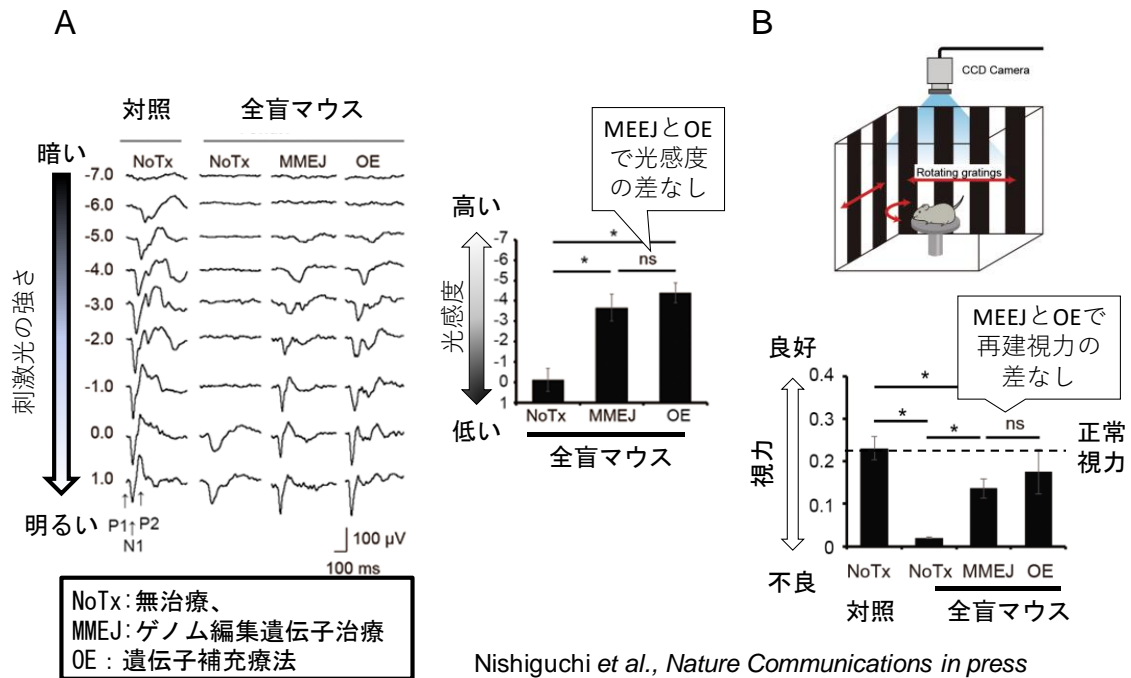 A
対照
全盲マウス
NoTx
NoTx
MMEJ
OE
暗い
刺激光の強さ
明るい
-7.0
-6.0
-5.0
-4.0
-3.0
-2.0
-1.0
0.0
1.0
P1
P2
N1
100 μV
100 ms
NoTx:無治療、
MMEJ:ゲノム編集遺伝子治療
OE:遺伝子補充療法
MEEJとOE
で光感度
の差なし
高い
光感度
低い
-7
-6
-5
-4
-3
-2
-1
0
1
*
*
ns
NoTx
MMEJ
OE
全盲マウス
B
CCD Camera
Rotating gratings
MEEJとOEで
再建視力の
差なし
良好
視力
不良
0.4
0.3
0.2
0.1
0
*
*
*
ns
正常
視力
NoTx
NoTx
MMEJ
OE
対照
全盲マウス
Nishiguchi et al., Nature Communications in press